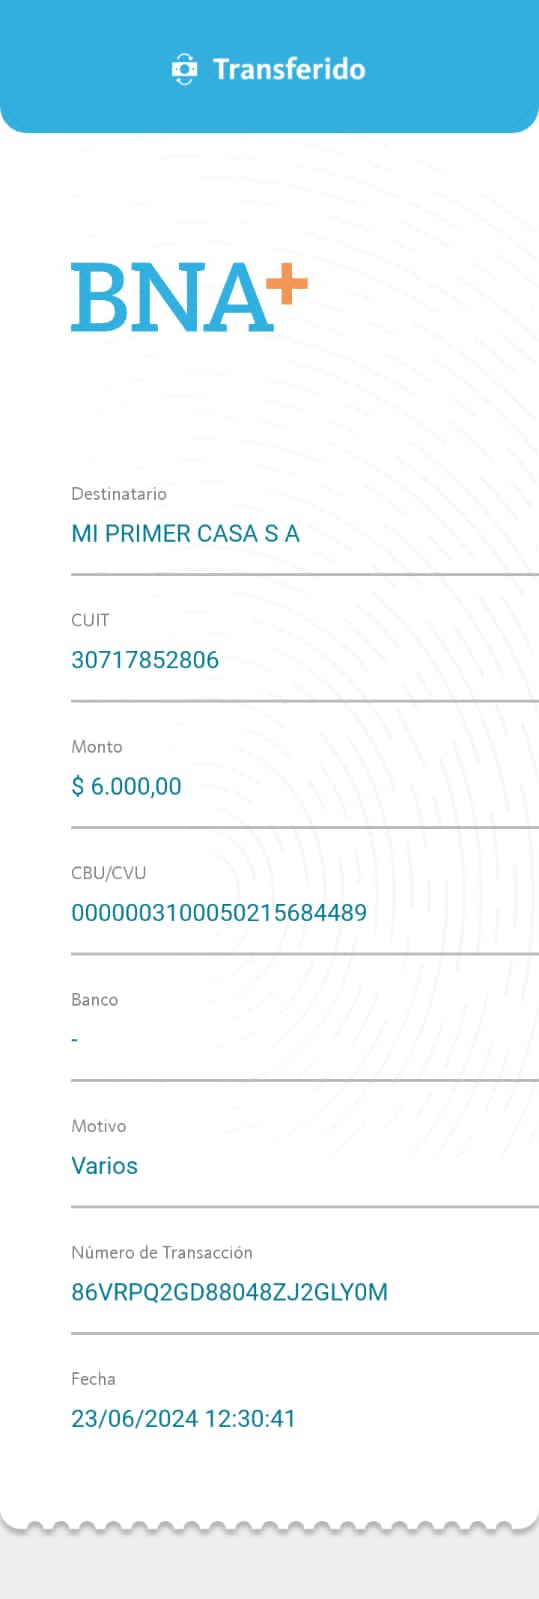 Transferido
BNA+
Destinatario
MI PRIMER CASA S A
CUIT
30717852806
Monto
$ 6.000,00
CBU/CVU
0000003100050215684489
Banco
-
Motivo
Varios
Número de Transacción
86VRPQ2GD88048ZJ2GLY0M
Fecha
23/06/2024 12:30:41